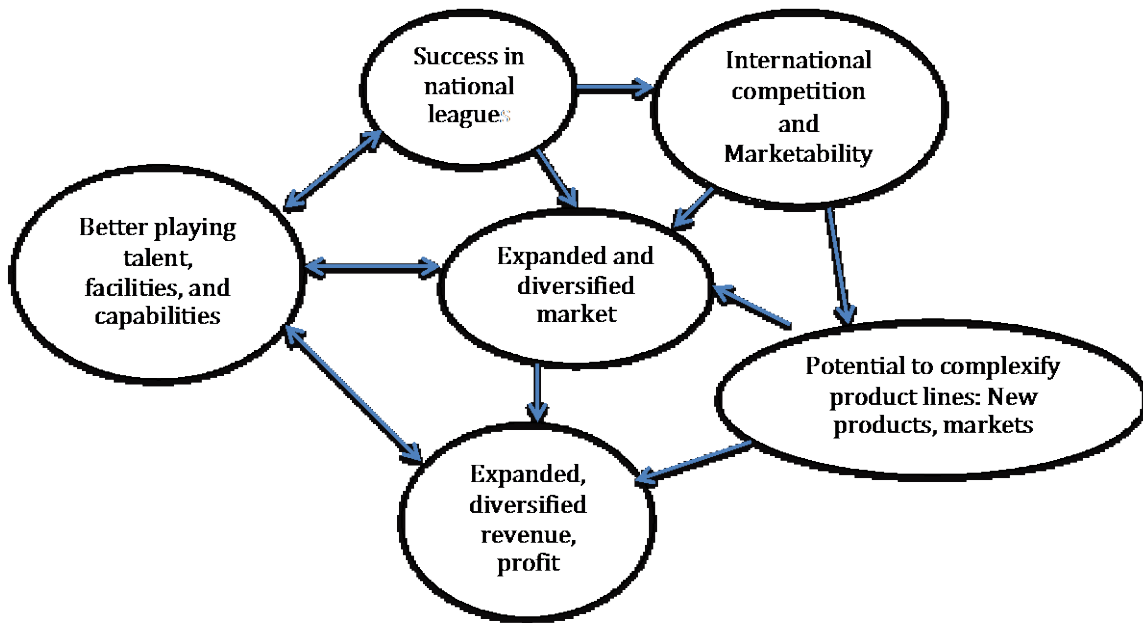 Success in
national
leagues
International
competition
and
Marketability
Better playing
talent,
facilities, and
capabilities
Expanded and
diversified
market
Potential to complexify
product lines: New
products, markets
Expanded,
diversified
revenue,
profit